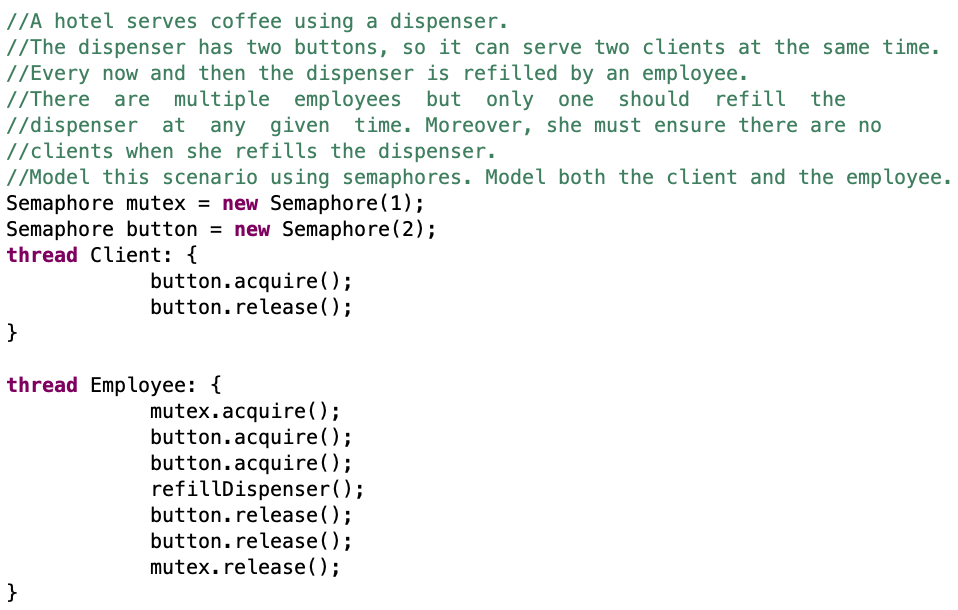 //A hotel serves coffee using a dispenser.
//The dispenser has two buttons, so it can serve two clients at the same time.
//Every now and then the dispenser is refilled by an employee.
//There are multiple employees but only one should refill the
//dispenser at any given time. Moreover, she must ensure there are no
//clients when she refills the dispenser.
//Model this scenario using semaphores. Model both the client and the employee.
Semaphore mutex = new Semaphore(1);
Semaphore button = new Semaphore(2);
thread Client: {
button.acquire();
button.release();
}
thread Employee: {
mutex.acquire();
button.acquire();
button.acquire();
refillDispenser();
button.release();
button.release();
mutex.release();
}